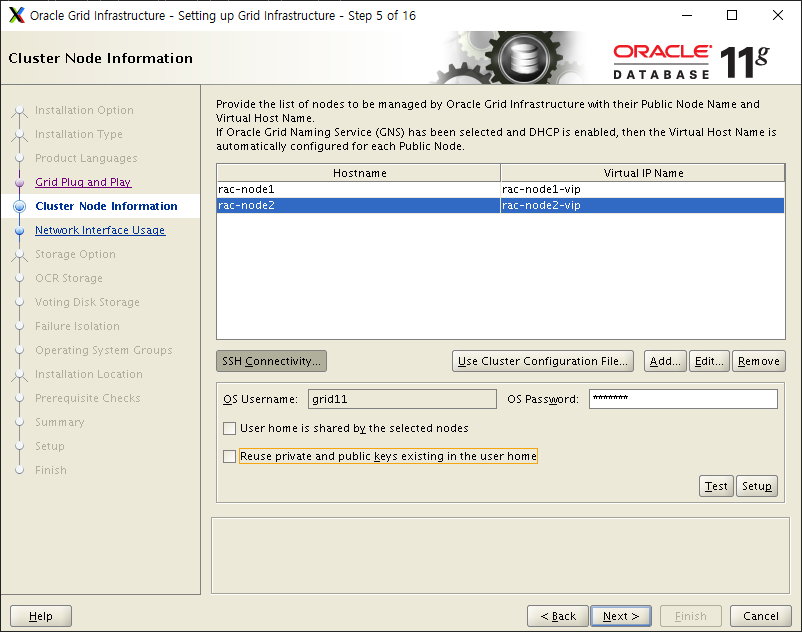 Oracle Grid Infrastructure - Setting up Grid Infrastructure - Step 5 of 16
Cluster Node Information
ORACLE
DATABASE
11g
Installation Option
Installation Type
Product Languages
Grid Plug and Play
Cluster Node Information
Network Interface Usage
Storage Option
OCR Storage
Voting Disk Storage
Failure Isolation
Operating System Groups
Installation Location
Prerequisite Checks
Summary
Setup
Finish
Provide the list of nodes to be managed by Oracle Grid Infrastructure with their Public Node Name and
Virtual Host Name.
If Oracle Grid Naming Service (GNS) has been selected and DHCP is enabled, then the Virtual Host Name is
automatically configured for each Public Node.
Hostname Virtual IP Name
rac-node1 rac-node1-vip
rac-node2 rac-node2-vip
SSH Connectivity... Use Cluster Configuration File... Add... Edit... Remove
OS Username: grid11 OS Password: *******
User home is shared by the selected nodes
Reuse private and public keys existing in the user home
Test Setup
Help < Back Next > Finish Cancel